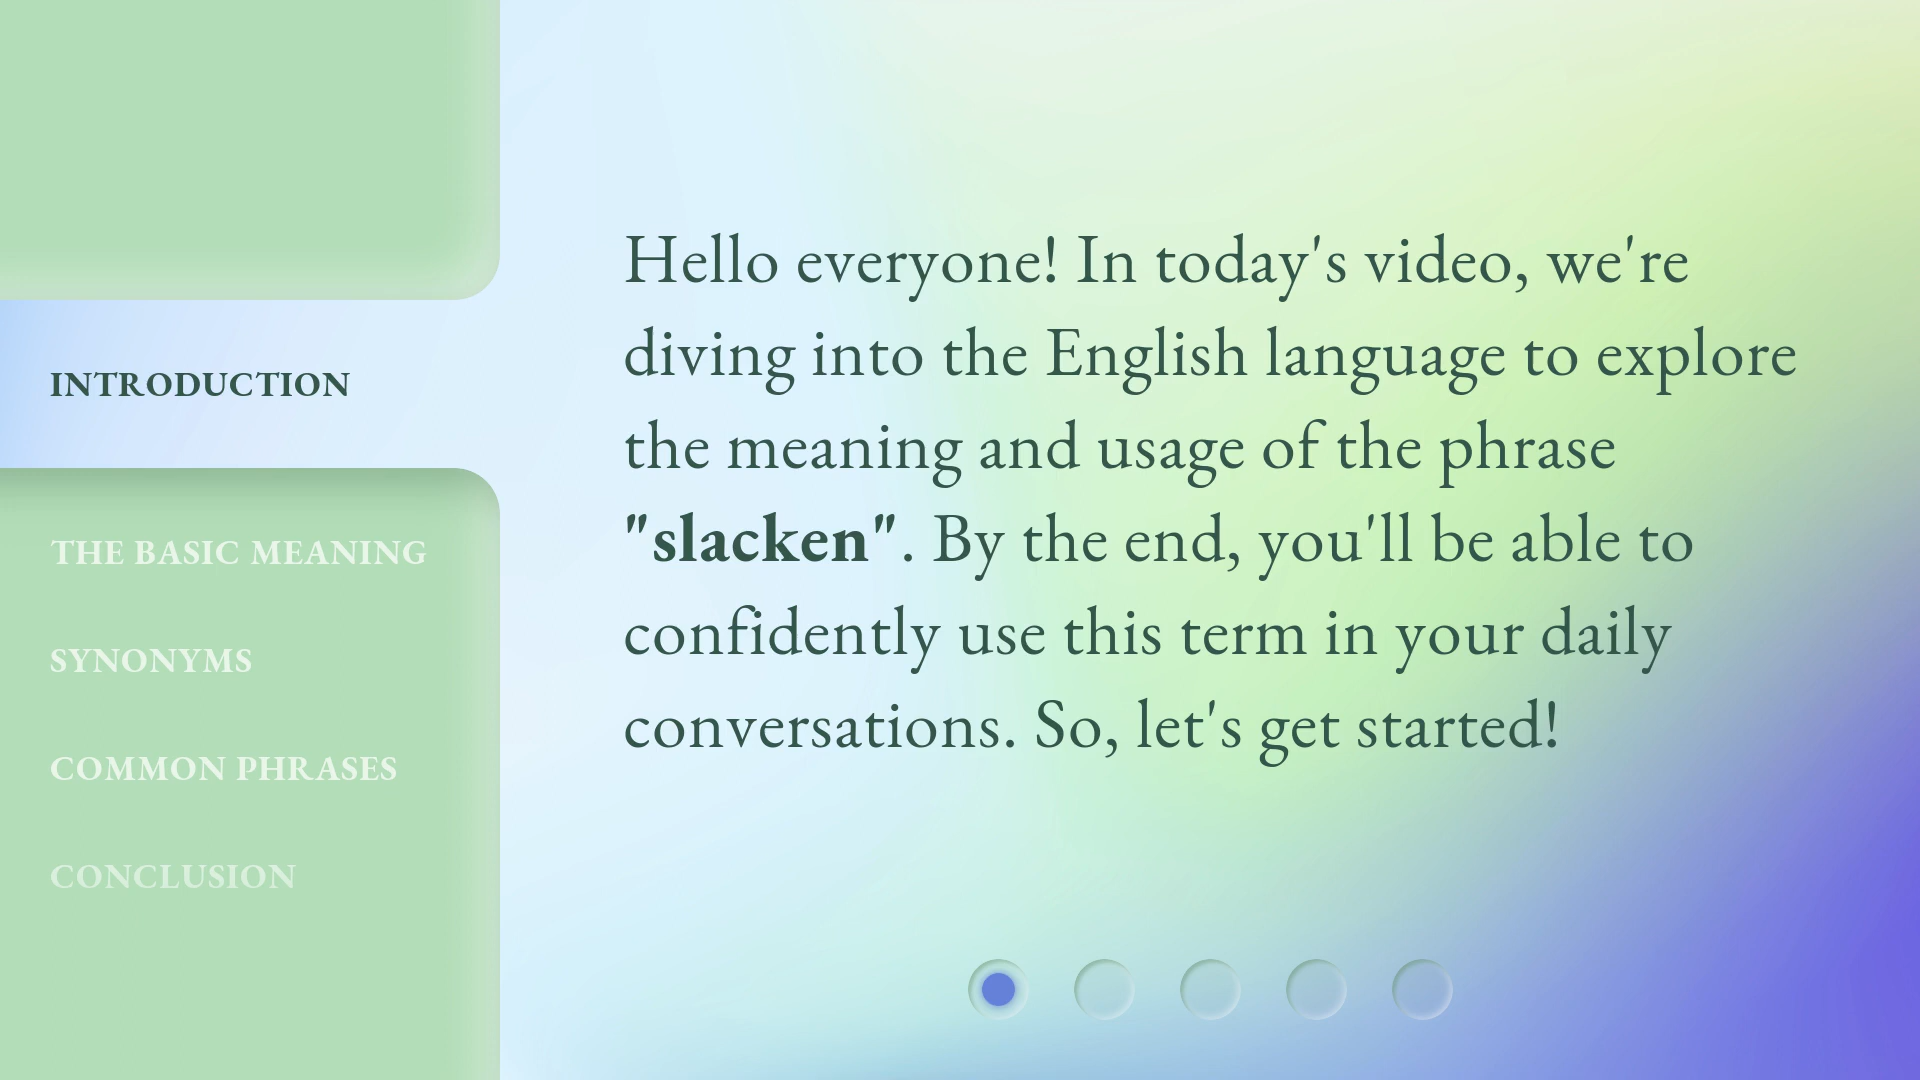 INTRODUCTION
THE BASIC MEANING
SYNONYMS
COMMON PHRASES
CONCLUSION
Hello everyone! In today's video, we're
diving into the English language to explore
the meaning and usage of the phrase
"slacken". By the end, you'll be able to
confidently use this term in your daily
conversations. So, let's get started!